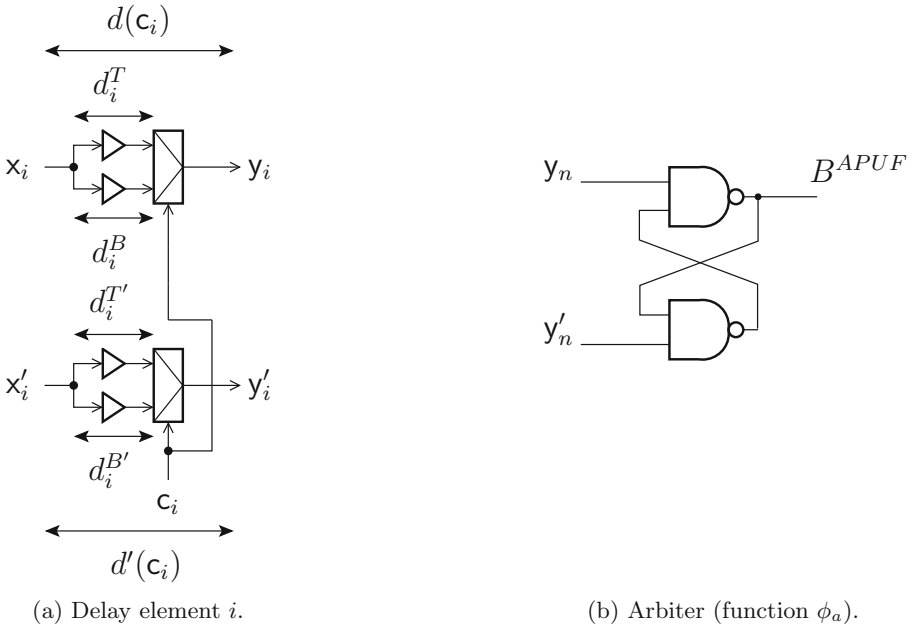 d(c_i)
d_i^T
x_i
y_i
d_i^B
d_i^{T'}
x'_i
y'_i
d_i^{B'}
c_i
d'(c_i)
(a) Delay element i.
y_n
B^{APUF}
y'_n
(b) Arbiter (function ϕ_a).